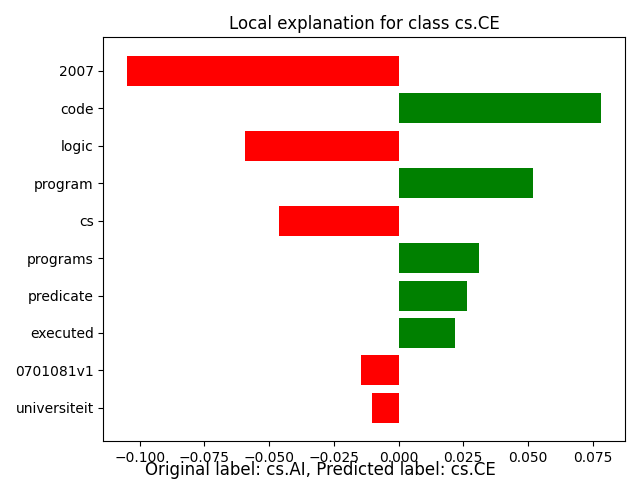 Local explanation for class cs.CE
2007
code
logic
program
cs
programs
predicate
executed
0701081v1
universiteit
−0.100 −0.075 −0.050 −0.025 0.000 0.025 0.050 0.075
Original label: cs.AI, Predicted label: cs.CE